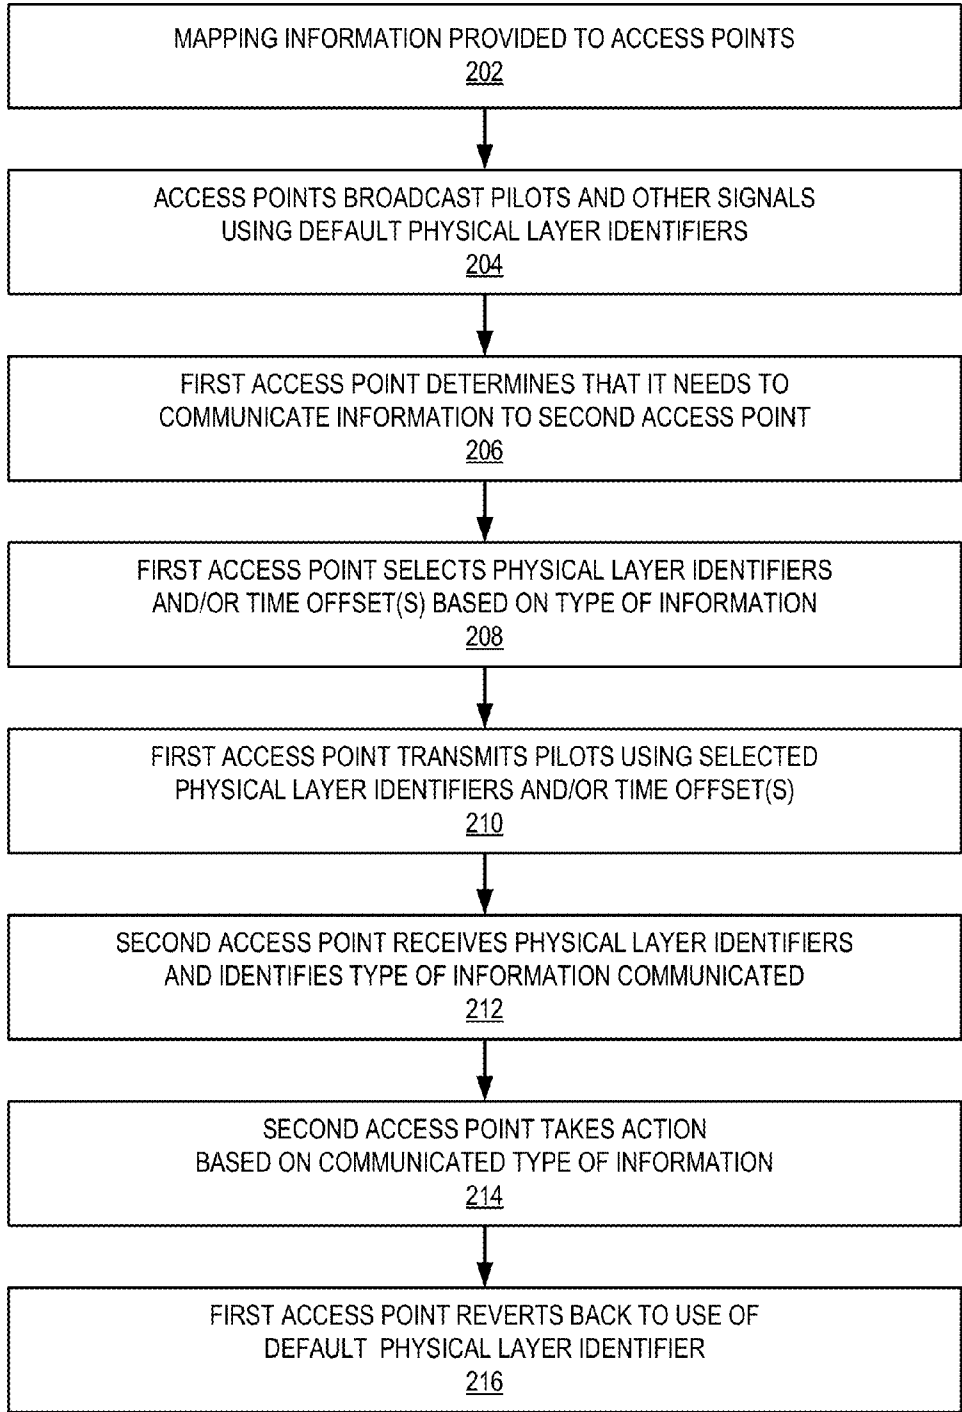 MAPPING INFORMATION PROVIDED TO ACCESS POINTS
202
ACCESS POINTS BROADCAST PILOTS AND OTHER SIGNALS
USING DEFAULT PHYSICAL LAYER IDENTIFIERS
204
FIRST ACCESS POINT DETERMINES THAT IT NEEDS TO
COMMUNICATE INFORMATION TO SECOND ACCESS POINT
206
FIRST ACCESS POINT SELECTS PHYSICAL LAYER IDENTIFIERS
AND/OR TIME OFFSET(S) BASED ON TYPE OF INFORMATION
208
FIRST ACCESS POINT TRANSMITS PILOTS USING SELECTED
PHYSICAL LAYER IDENTIFIERS AND/OR TIME OFFSET(S)
210
SECOND ACCESS POINT RECEIVES PHYSICAL LAYER IDENTIFIERS
AND IDENTIFIES TYPE OF INFORMATION COMMUNICATED
212
SECOND ACCESS POINT TAKES ACTION
BASED ON COMMUNICATED TYPE OF INFORMATION
214
FIRST ACCESS POINT REVERTS BACK TO USE OF
DEFAULT PHYSICAL LAYER IDENTIFIER
216